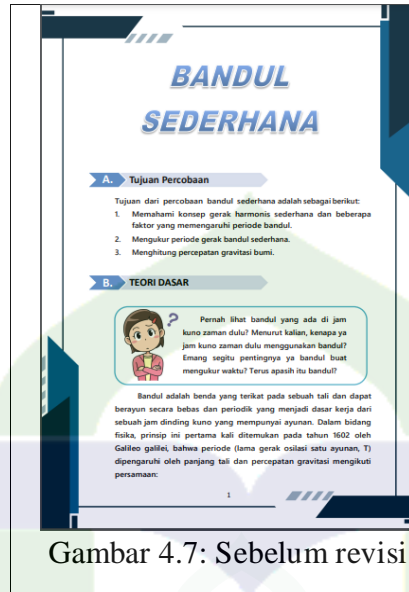 BANDUL
SEDERHANA
A. Tujuan Percobaan
Tujuan dari percobaan bandul sederhana adalah sebagai berikut:
1. Memahami konsep gerak harmonis sederhana dan beberapa
faktor yang memengaruhi periode bandul.
2. Mengukur periode gerak bandul sederhana.
3. Menghitung percepatan gravitasi bumi.
B. TEORI DASAR
?
Pernah lihat bandul yang ada di jam
kuno zaman dulu? Menurut kalian, kenapa ya
jam kuno zaman dulu menggunakan bandul?
Emang segitu pentingnya ya bandul buat
mengukur waktu? Terus apasih itu bandul?
Bandul adalah benda yang terikat pada sebuah tali dan dapat
berayun secara bebas dan periodik yang menjadi dasar kerja dari
sebuah jam dinding kuno yang mempunyai ayunan. Dalam bidang
fisika, prinsip ini pertama kali ditemukan pada tahun 1602 oleh
Galileo galilei, bahwa periode (lama gerak osilasi satu ayunan, T)
dipengaruhi oleh panjang tali dan percepatan gravitasi mengikuti
persamaan:
1
Gambar 4.7: Sebelum revisi